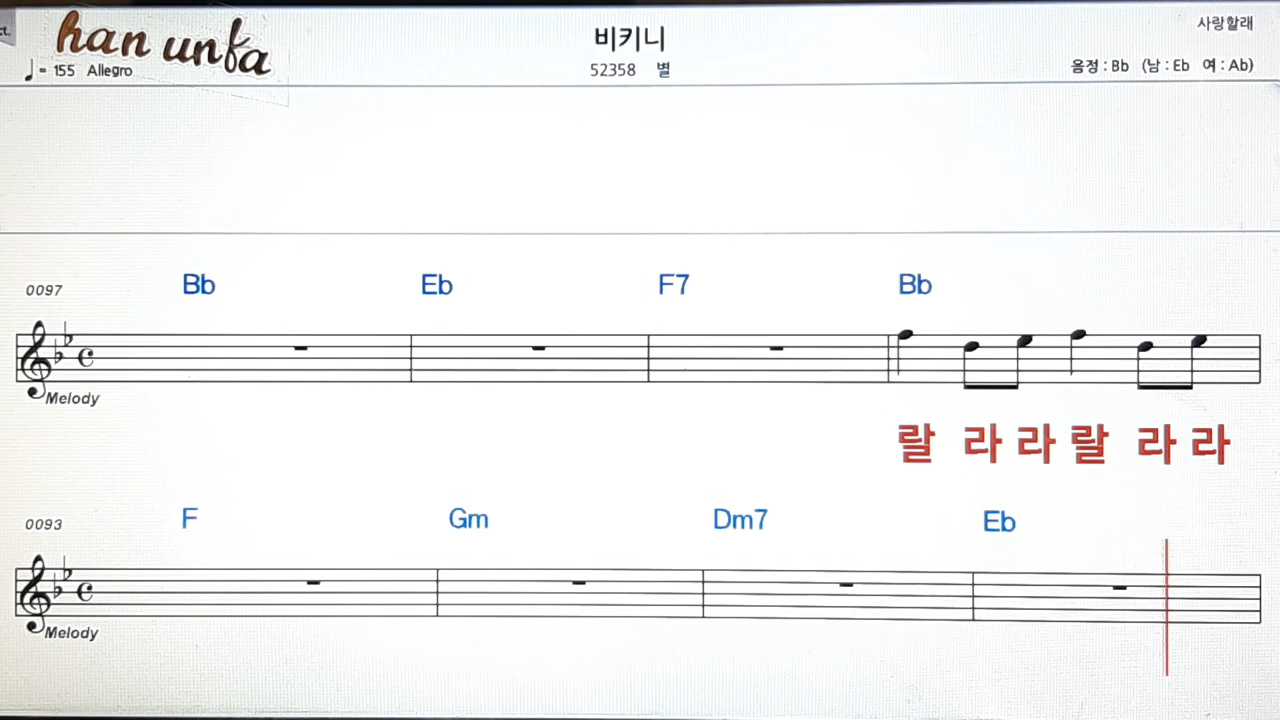 ct.
han unfa
비키니
사랑할래
♩= 155 Allegro
52358 별
음정 : Bb (남 : Eb 여 : Ab)
0097
Bb Eb F7 Bb
Melody
랄 라 라 랄 라 라
0093
F Gm Dm7 Eb
Melody